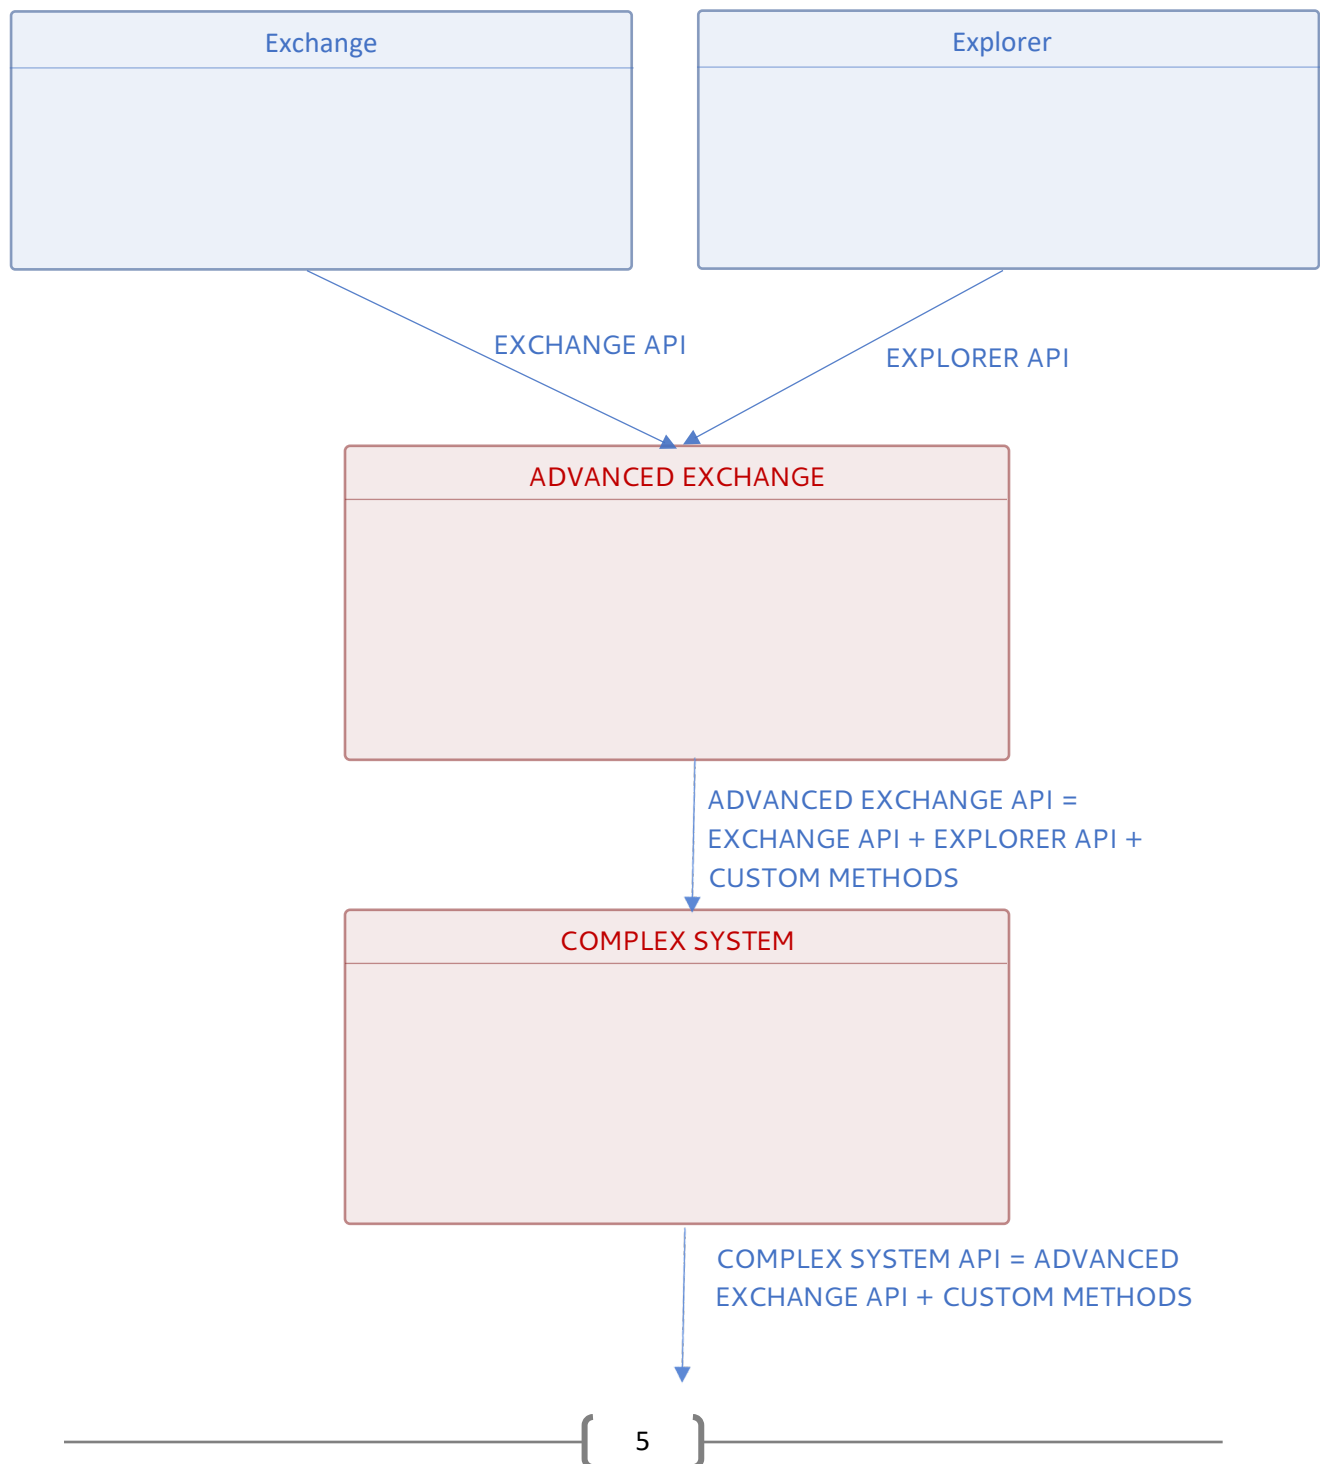 Exchange
Explorer
EXCHANGE API
EXPLORER API
ADVANCED EXCHANGE
ADVANCED EXCHANGE API =
EXCHANGE API + EXPLORER API +
CUSTOM METHODS
COMPLEX SYSTEM
COMPLEX SYSTEM API = ADVANCED
EXCHANGE API + CUSTOM METHODS
5